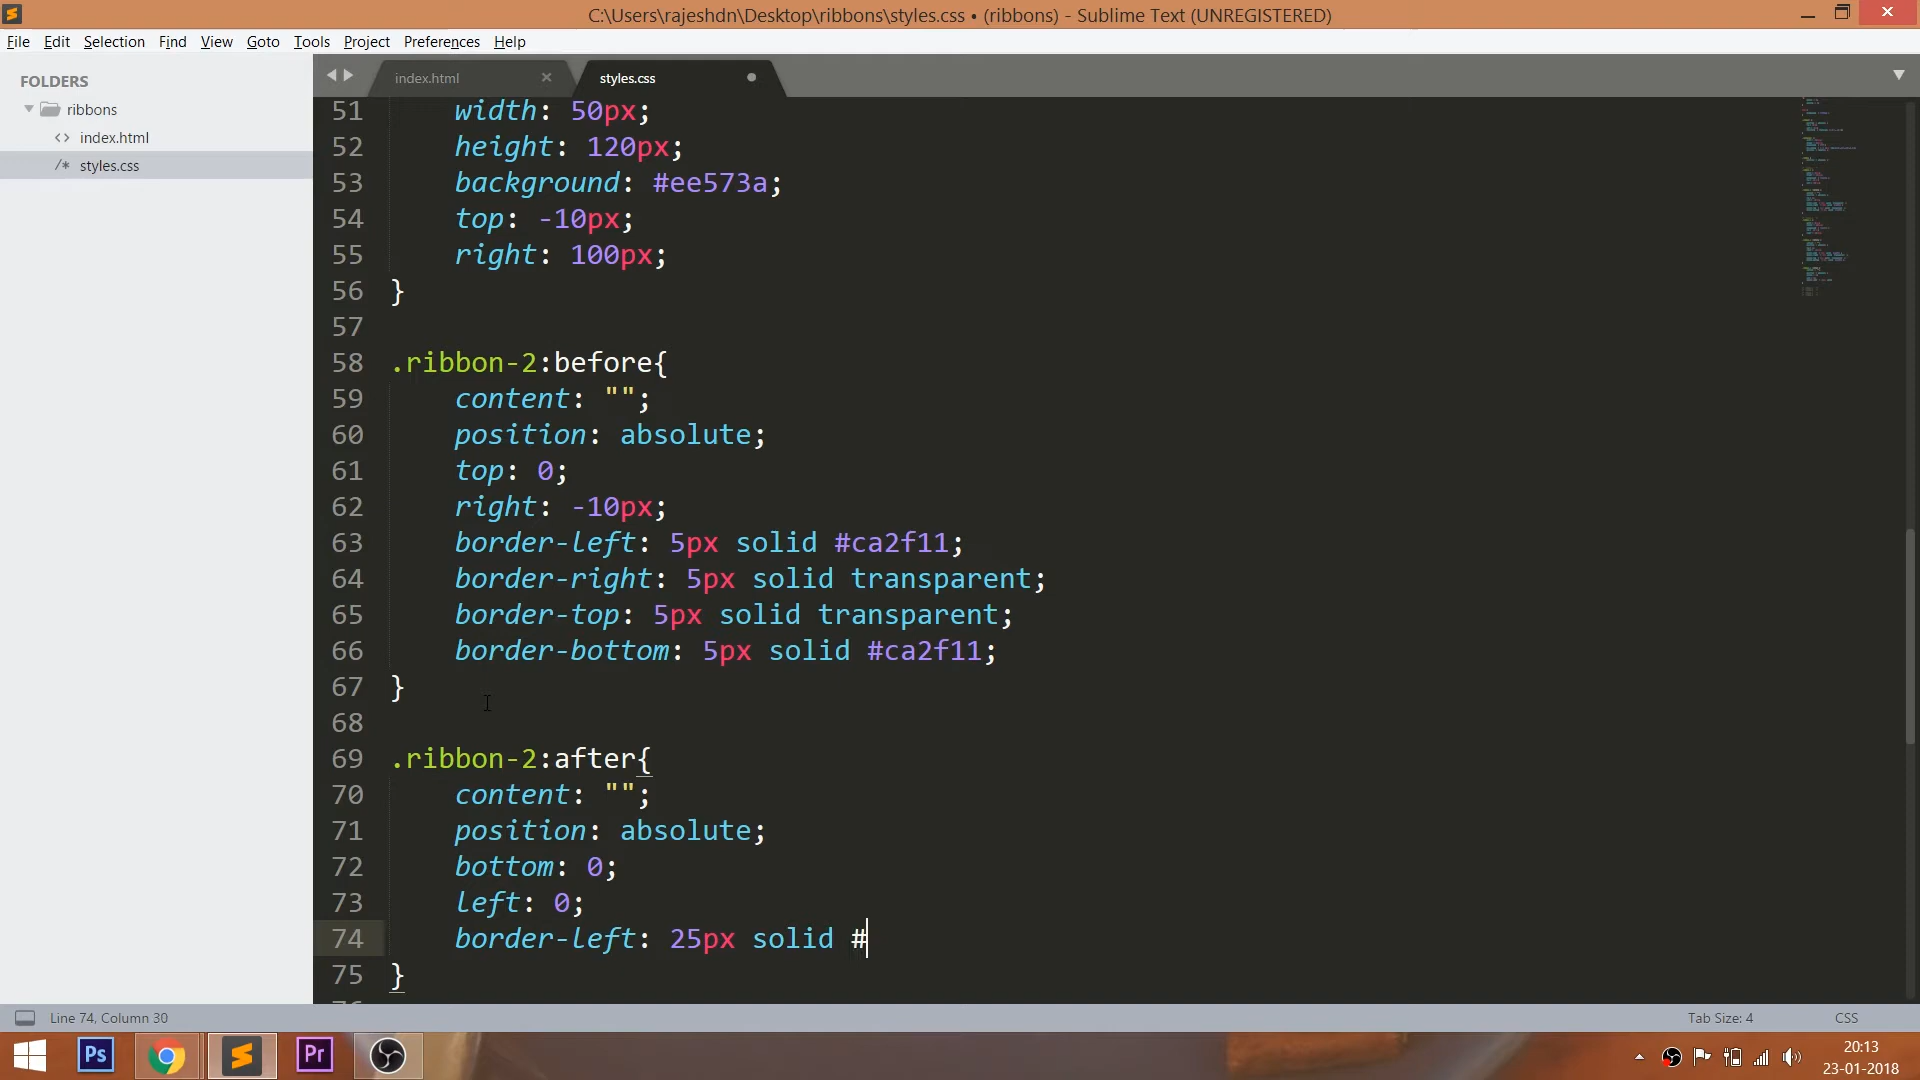 C:\Users\rajeshdn\Desktop\ribbons\styles.css • (ribbons) - Sublime Text (UNREGISTERED)
File Edit Selection Find View Goto Tools Project Preferences Help
FOLDERS
ribbons
<> index.html
/* styles.css
index.html ×
styles.css
51 width: 50px;
52 height: 120px;
53 background: #ee573a;
54 top: -10px;
55 right: 100px;
56 }
57
58 .ribbon-2:before{
59 content: "";
60 position: absolute;
61 top: 0;
62 right: -10px;
63 border-left: 5px solid #ca2f11;
64 border-right: 5px solid transparent;
65 border-top: 5px solid transparent;
66 border-bottom: 5px solid #ca2f11;
67 }
68
69 .ribbon-2:after{
70 content: "";
71 position: absolute;
72 bottom: 0;
73 left: 0;
74 border-left: 25px solid #
75 }
Line 74, Column 30
Tab Size: 4 CSS
Ps
Pr
20:13
23-01-2018